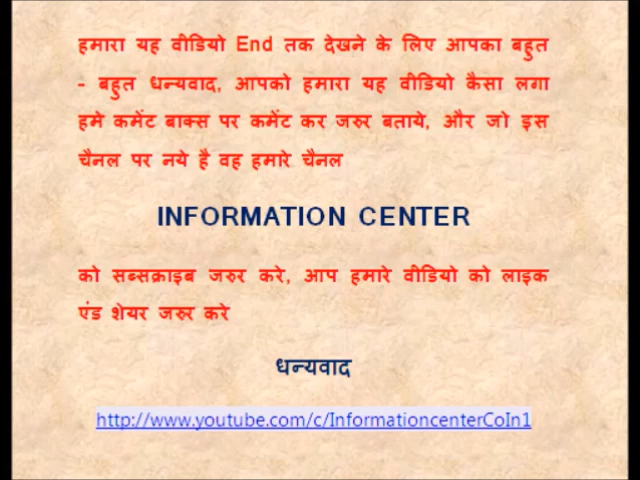 हमारा यह वीडियो End तक देखने के लिए आपका बहुत
- बहुत धन्यवाद, आपको हमारा यह वीडियो कैसा लगा
हमे कमेंट बाक्स पर कमेंट कर जरुर बताये, और जो इस
चैनल पर नये है वह हमारे चैनल
INFORMATION CENTER
को सब्सक्राइब जरुर करे, आप हमारे वीडियो को लाइक
एंड शेयर जरुर करे
धन्यवाद
http://www.youtube.com/c/InformationcenterCoIn1